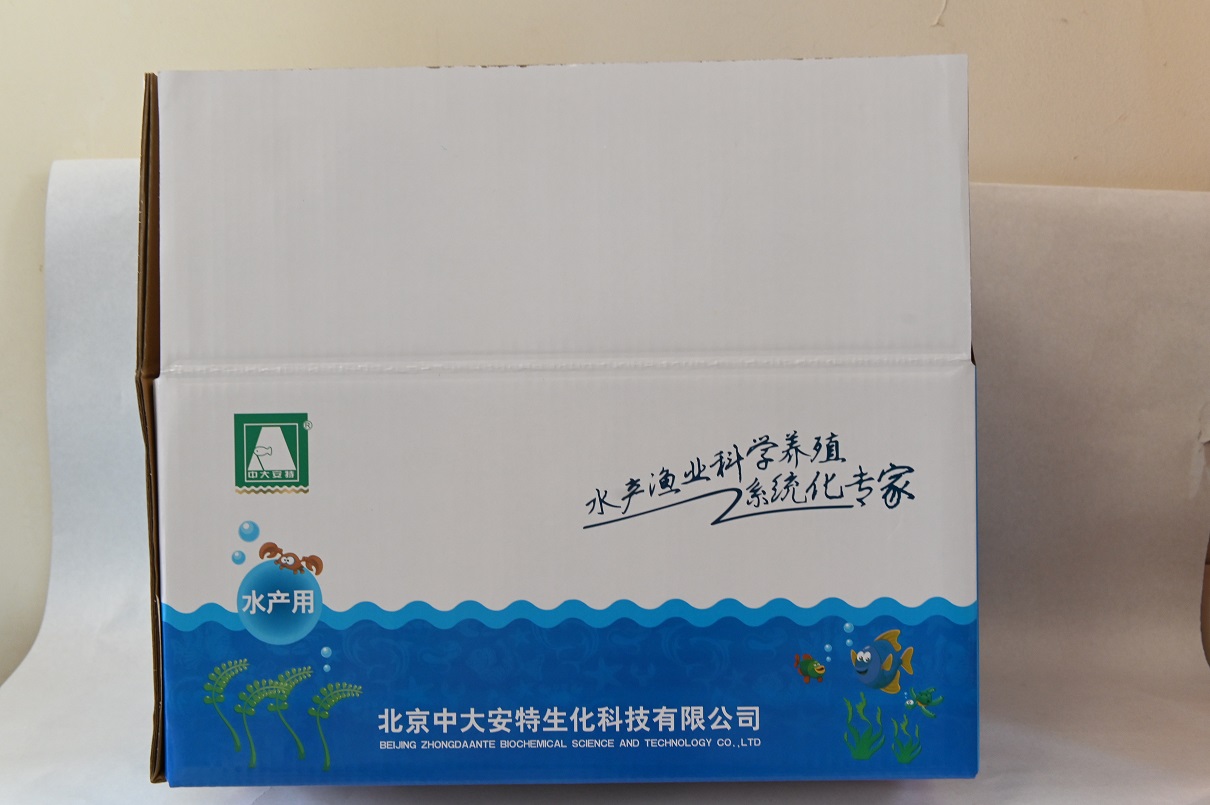 中大安特
®
水产渔业科学养殖
系统化专家
水产用
北京中大安特生化科技有限公司
BEIJING ZHONGDAANTE BIOCHEMICAL SCIENCE AND TECHNOLOGY CO.,LTD